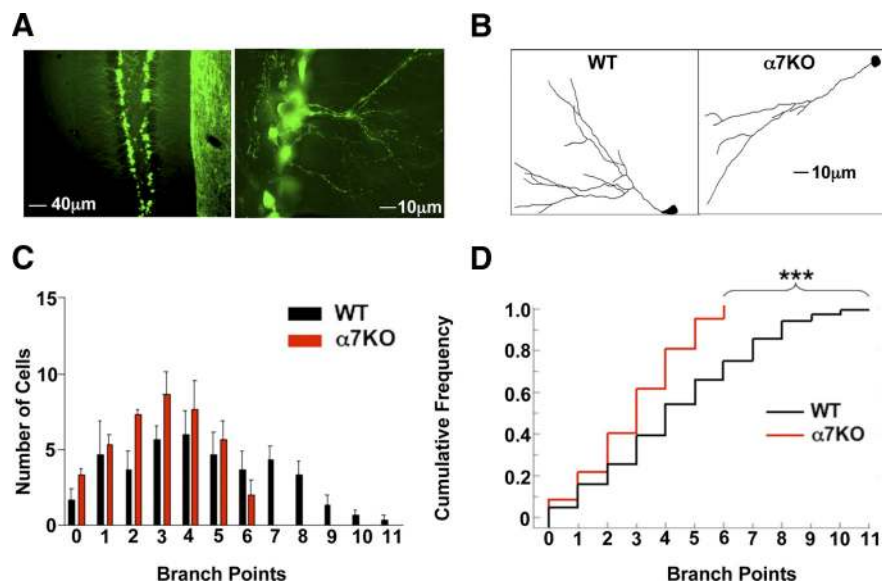 A
B
40μm
10μm
WT
α7KO
10μm
C
D
15
10
5
0
Number of Cells
WT
α7KO
0 1 2 3 4 5 6 7 8 9 10 11
Branch Points
***
1.0
0.8
0.6
0.4
0.2
0
Cumulative Frequency
WT
α7KO
0 1 2 3 4 5 6 7 8 9 10 11
Branch Points